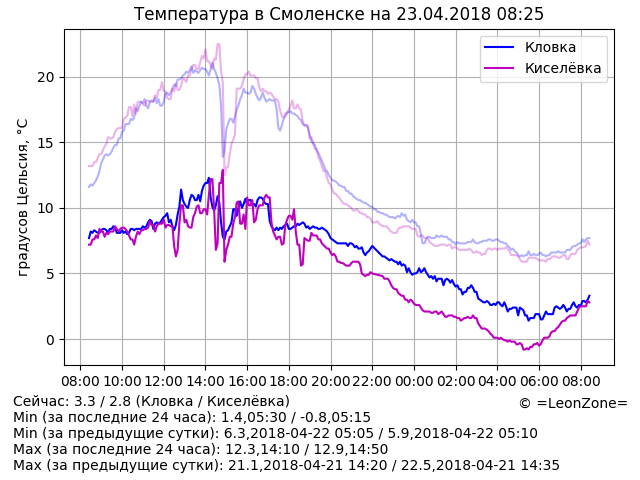 Температура в Смоленске на 23.04.2018 08:25
Кловка
Киселёвка
градусов Цельсия, °C
20
15
10
5
0
08:00 10:00 12:00 14:00 16:00 18:00 20:00 22:00 00:00 02:00 04:00 06:00 08:00
Сейчас: 3.3 / 2.8 (Кловка / Киселёвка)
© =LeonZone=
Min (за последние 24 часа): 1.4,05:30 / -0.8,05:15
Min (за предыдущие сутки): 6.3,2018-04-22 05:05 / 5.9,2018-04-22 05:10
Max (за последние 24 часа): 12.3,14:10 / 12.9,14:50
Max (за предыдущие сутки): 21.1,2018-04-21 14:20 / 22.5,2018-04-21 14:35